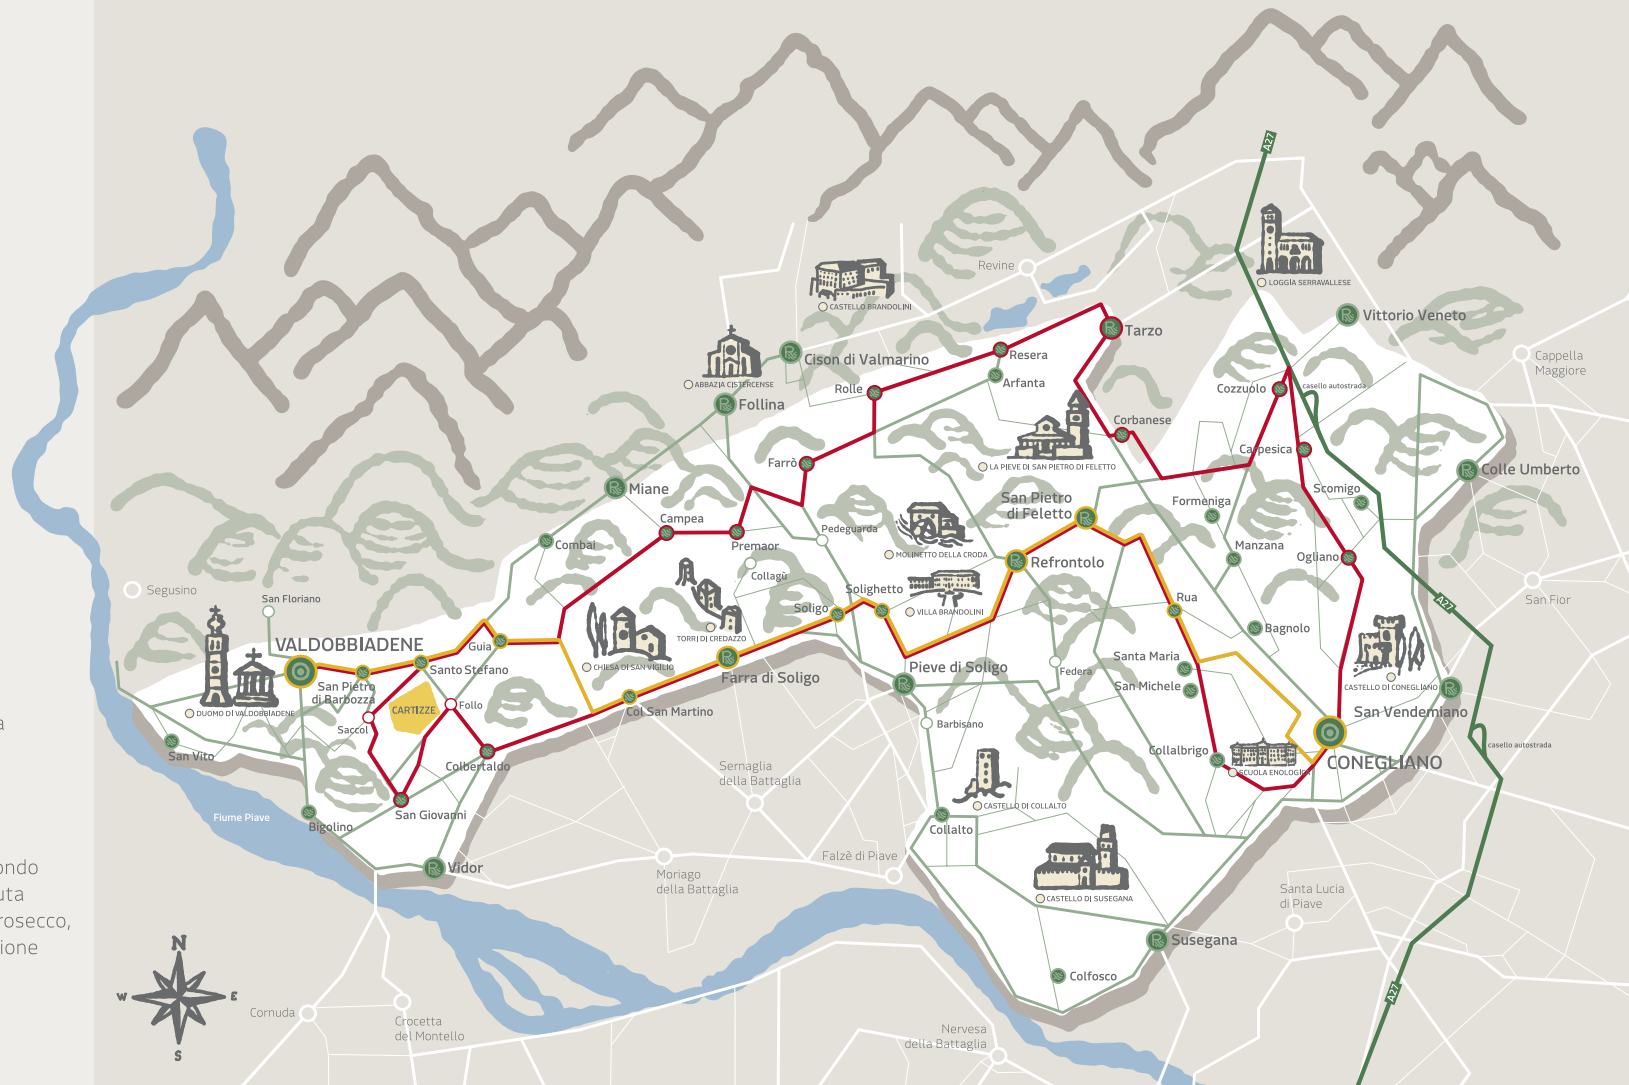 a
ondo
uta
rosecco,
ione
A27
Revine
CASTELLO BRANDOLINI
LOGGIA SERRAVALLESE
Vittorio Veneto
Tarzo
Cison di Valmarino
Resera
Cappella
Maggiore
ABBAZIA CISTERCENSE
Rolle
Arfanta
Cozzuolo
casello autostrada
Follina
Corbanese
Carpesica
Farrò
LA PIEVE DI SAN PIETRO DI FELETTO
Colle Umberto
Miane
San Pietro
di Feletto
Formeniga
Scomigo
Campea
Pedeguarda
Combai
Premaor
MOLINETTO DELLA CRODA
Manzana
Ogliano
Refrontolo
Collagù
Segusino
San Floriano
Solighetto
Soligo
VILLA BRANDOLINI
Rua
A27
San Fior
Bagnolo
TORRI DI CREDAZZO
VALDOBBIADENE
Guia
Santo Stefano
CHIESA DI SAN VIGILIO
Farra di Soligo
Pieve di Soligo
Federa
Santa Maria
San Michele
San Pietro
di Barbozza
CASTELLO DI CONEGLIANO
DUOMO DI VALDOBBIADENE
CARTIZZE
Follo
Col San Martino
San Vendemiano
Saccol
Barbisano
San Vito
Collalbrigo
casello autostrada
Colbertaldo
SCUOLA ENOLOGICA
CONEGLIANO
Sernaglia
della Battaglia
CASTELLO DI COLLALTO
Fiume Piave
Bigolino
San Giovanni
Collalto
Falzè di Piave
Vidor
Moriago
della Battaglia
CASTELLO DI SUSEGANA
Santa Lucia
di Piave
Susegana
Colfosco
N
W
E
S
A27
Cornuda
Crocetta
del Montello
Nervesa
della Battaglia